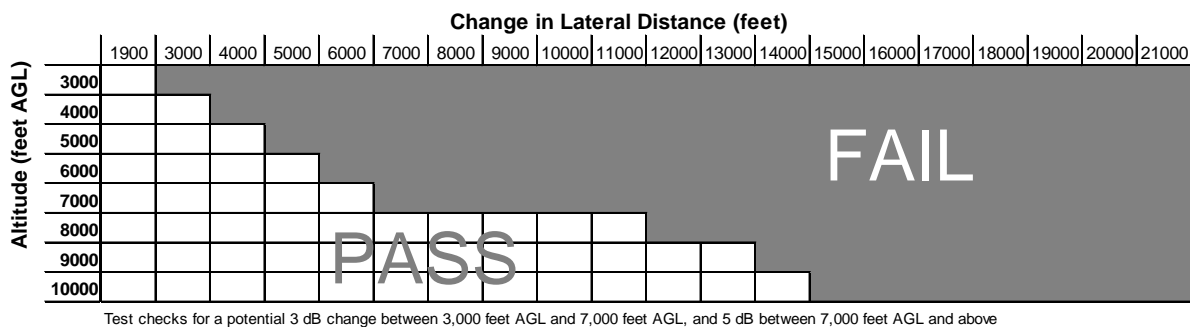 Change in Lateral Distance (feet)
1900 3000 4000 5000 6000 7000 8000 9000 10000 11000 12000 13000 14000 15000 16000 17000 18000 19000 20000 21000
Altitude (feet AGL)
3000
4000
5000
6000
7000
8000
9000
10000
FAIL
PASS
Test checks for a potential 3 dB change between 3,000 feet AGL and 7,000 feet AGL, and 5 dB between 7,000 feet AGL and above